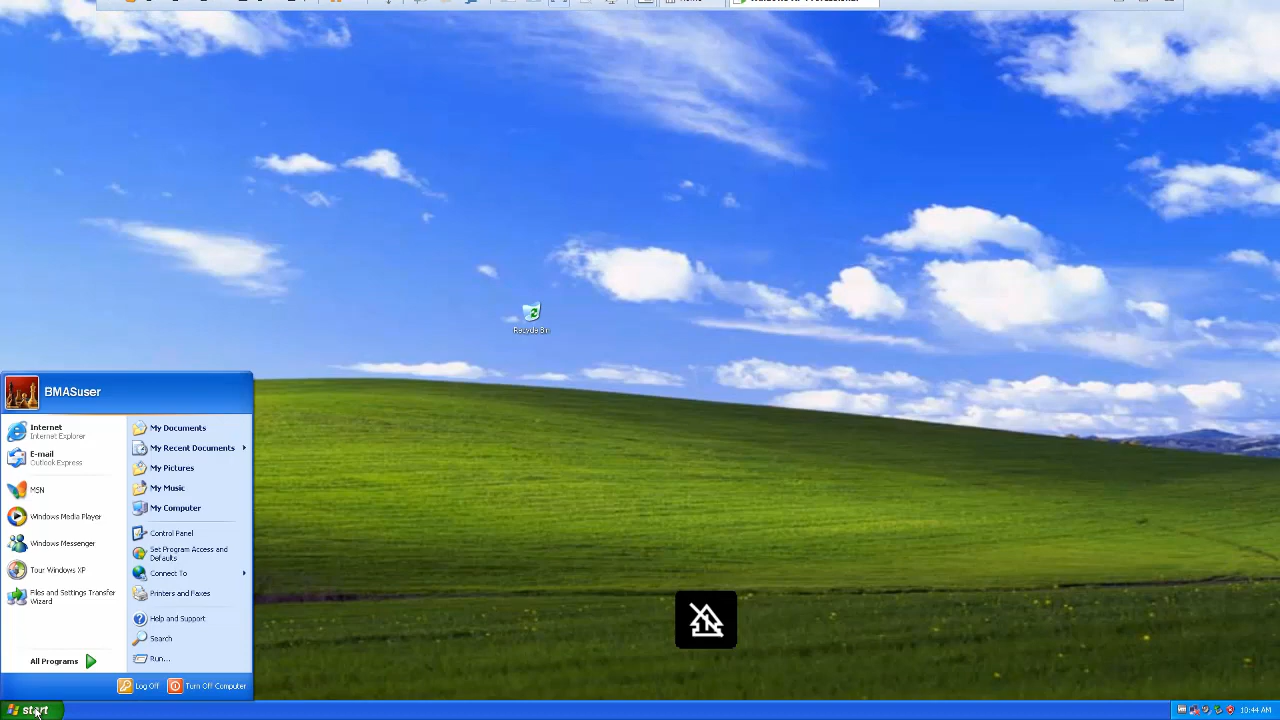 Recycle Bin
BMASuser
Internet
Internet Explorer
E-mail
Outlook Express
MSN
Windows Media Player
Windows Messenger
Tour Windows XP
Files and Settings Transfer
Wizard
All Programs
My Documents
My Recent Documents
My Pictures
My Music
My Computer
Control Panel
Set Program Access and
Defaults
Connect To
Printers and Faxes
Help and Support
Search
Run...
Log Off
Turn Off Computer
start
10:44 AM